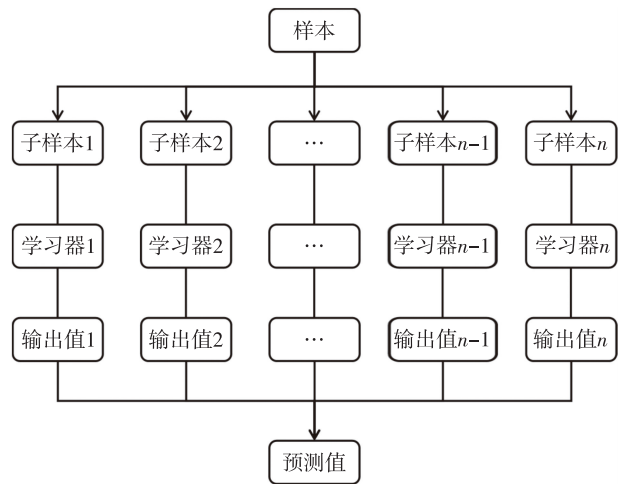 样本
子样本1 子样本2 … 子样本n-1 子样本n
学习器1 学习器2 … 学习器n-1 学习器n
输出值1 输出值2 … 输出值n-1 输出值n
预测值